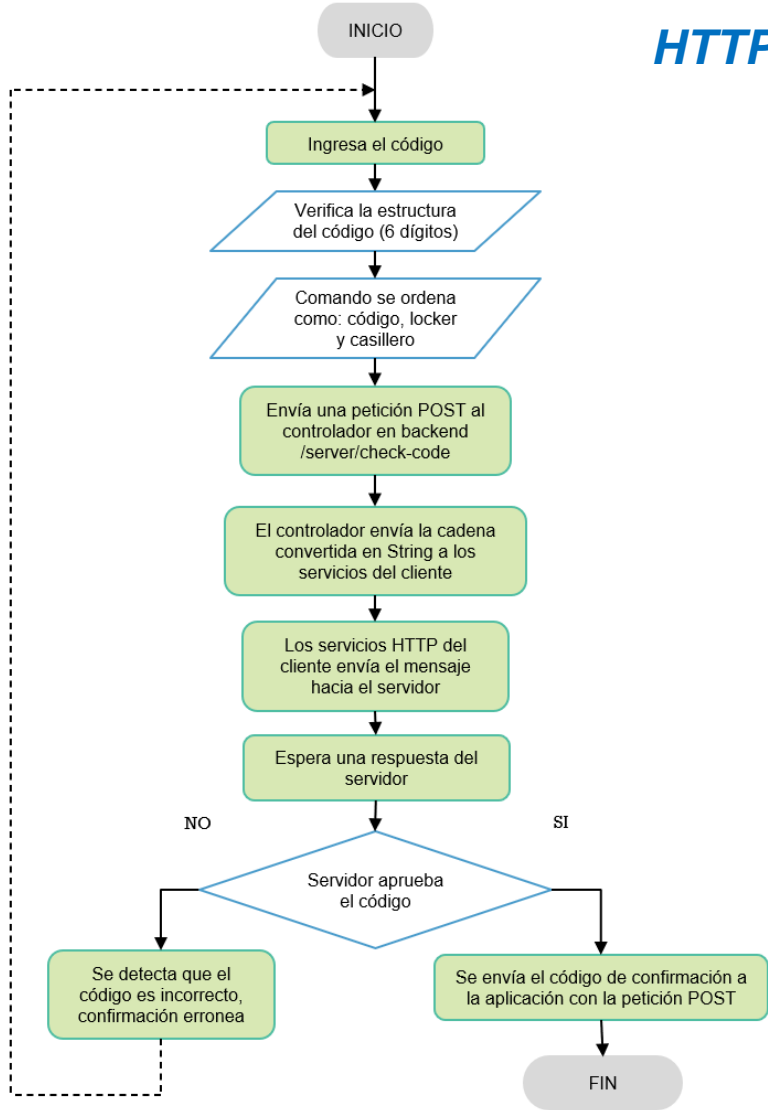 INICIO
HTTP
Ingresa el código
Verifica la estructura
del código (6 dígitos)
Comando se ordena
como: código, locker
y casillero
Envía una petición POST al
controlador en backend
/server/check-code
El controlador envía la cadena
convertida en String a los
servicios del cliente
Los servicios HTTP del
cliente envía el mensaje
hacia el servidor
Espera una respuesta del
servidor
NO
SI
Servidor aprueba
el código
Se detecta que el
código es incorrecto,
confirmación erronea
Se envía el código de confirmación a
la aplicación con la petición POST
FIN